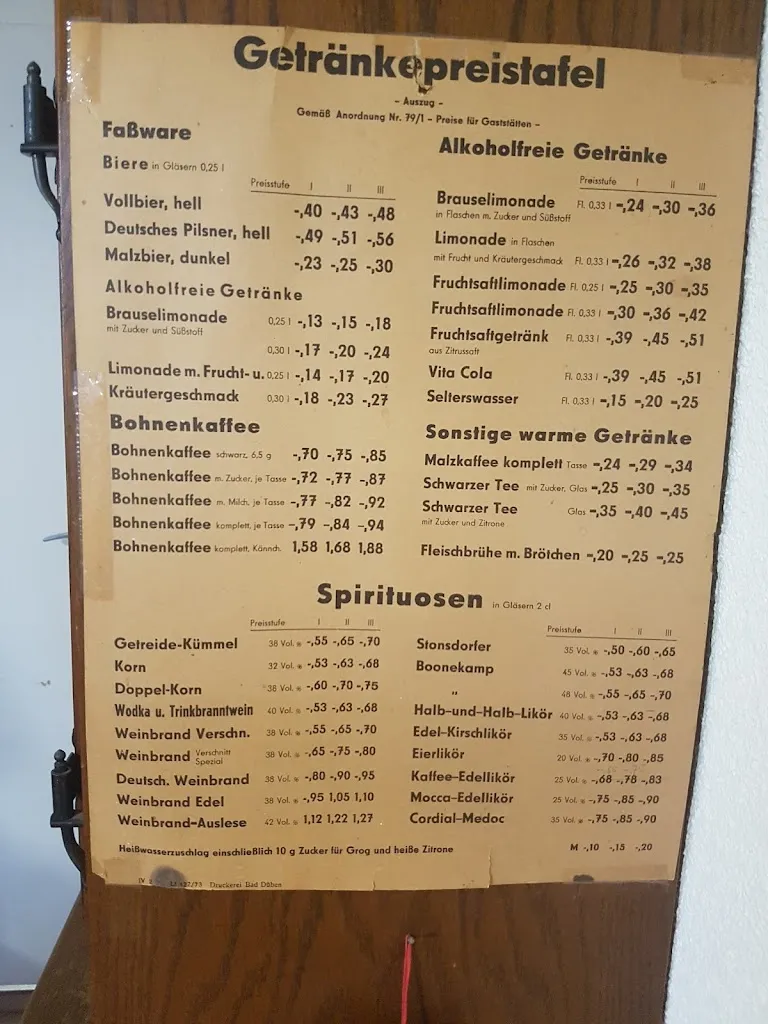 Getränkepreistafel
- Auszug -
Gemäß Anordnung Nr. 79/1 - Preise für Gaststätten -
Faßware
Biere in Gläsern 0,25 l
Preisstufe I II III
Vollbier, hell -,40 -,43 -,48
Deutsches Pilsner, hell -,49 -,51 -,56
Malzbier, dunkel -,23 -,25 -,30
Alkoholfreie Getränke
Brauselimonade 0,25 l -,13 -,15 -,18
mit Zucker und Süßstoff
0,30 l -,17 -,20 -,24
Limonade m. Frucht- u. 0,25 l -,14 -,17 -,20
Kräutergeschmack 0,30 l -,18 -,23 -,27
Bohnenkaffee
Bohnenkaffee schwarz, 6,5 g -,70 -,75 -,85
Bohnenkaffee m. Zucker, je Tasse -,72 -,77 -,87
Bohnenkaffee m. Milch, je Tasse -,77 -,82 -,92
Bohnenkaffee komplett, je Tasse -,79 -,84 -,94
Bohnenkaffee komplett, Kännch. 1,58 1,68 1,88
Alkoholfreie Getränke
Preisstufe I II III
Brauselimonade Fl. 0,33 l -,24 -,30 -,36
in Flaschen m. Zucker und Süßstoff
Limonade in Flaschen
mit Frucht und Kräutergeschmack Fl. 0,33 l -,26 -,32 -,38
Fruchtsaftlimonade Fl. 0,25 l -,25 -,30 -,35
Fruchtsaftlimonade Fl. 0,33 l -,30 -,36 -,42
Fruchtsaftgetränk Fl. 0,33 l -,39 -,45 -,51
aus Zitrussaft
Vita Cola Fl. 0,33 l -,39 -,45 -,51
Selterswasser Fl. 0,33 l -,15 -,20 -,25
Sonstige warme Getränke
Malzkaffee komplett Tasse -,24 -,29 -,34
Schwarzer Tee mit Zucker, Glas -,25 -,30 -,35
Schwarzer Tee Glas -,35 -,40 -,45
mit Zucker und Zitrone
Fleischbrühe m. Brötchen -,20 -,25 -,25
Spirituosen in Gläsern 2 cl
Preisstufe I II III
Getreide-Kümmel 38 Vol. % -,55 -,65 -,70
Korn 32 Vol. % -,53 -,63 -,68
Doppel-Korn 38 Vol. % -,60 -,70 -,75
Wodka u. Trinkbranntwein 40 Vol. % -,53 -,63 -,68
Weinbrand Verschn. 38 Vol. % -,55 -,65 -,70
Weinbrand Verschnitt Spezial 38 Vol. % -,65 -,75 -,80
Deutsch. Weinbrand 38 Vol. % -,80 -,90 -,95
Weinbrand Edel 38 Vol. % -,95 1,05 1,10
Weinbrand-Auslese 42 Vol. % 1,12 1,22 1,27
Preisstufe I II III
Stonsdorfer 35 Vol. % -,50 -,60 -,65
Boonekamp 45 Vol. % -,53 -,63 -,68
" 48 Vol. % -,55 -,65 -,70
Halb-und-Halb-Likör 40 Vol. % -,53 -,63 -,68
Edel-Kirschlikör 35 Vol. % -,53 -,63 -,68
Eierlikör 20 Vol. % -,70 -,80 -,85
Kaffee-Edellikör 25 Vol. % -,68 -,78 -,83
Mocca-Edellikör 25 Vol. % -,75 -,85 -,90
Cordial-Medoc 35 Vol. % -,75 -,85 -,90
Heißwasserzuschlag einschließlich 10 g Zucker für Grog und heiße Zitrone M -,10 -,15 -,20
Druckerei Bad Düben